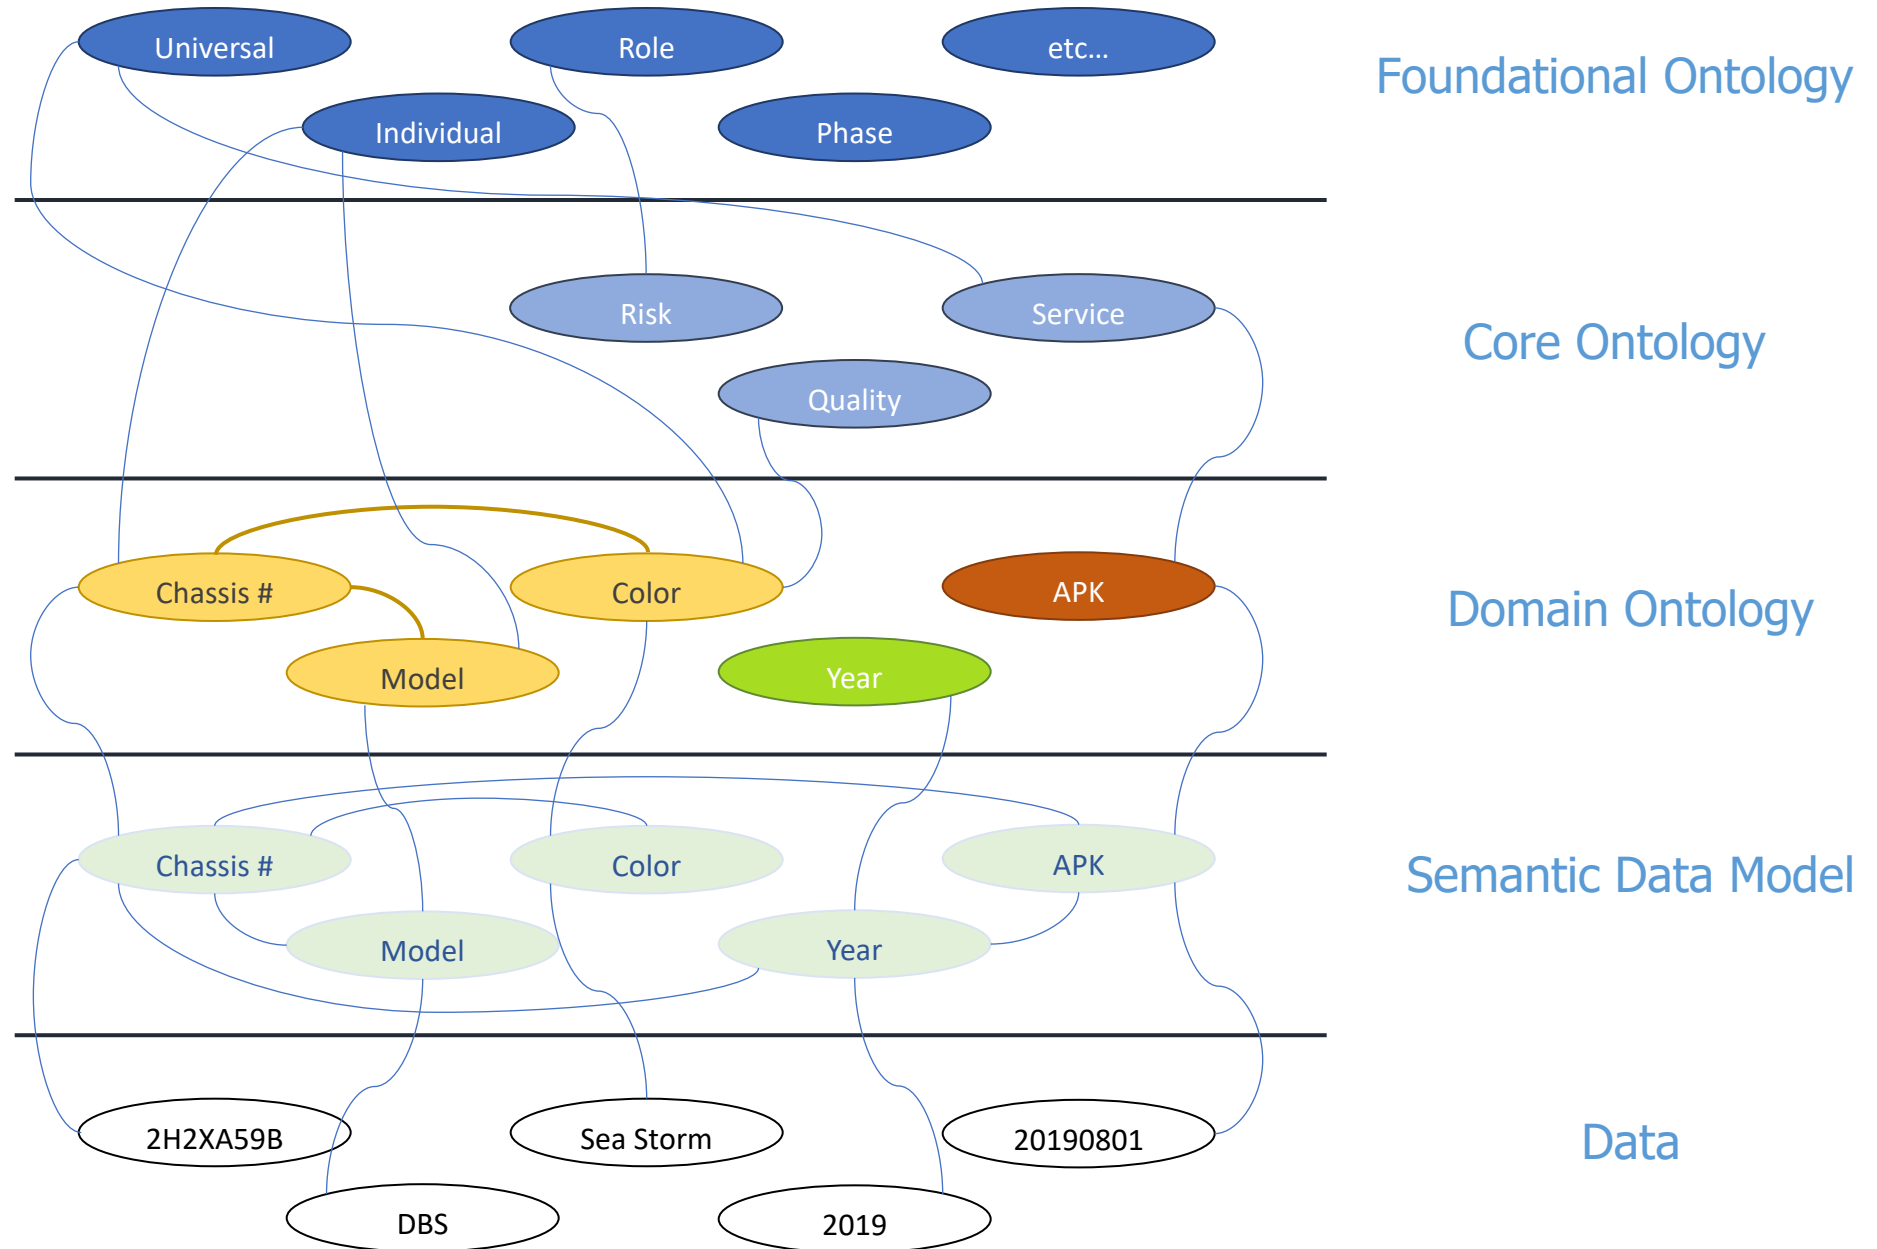 Universal
Role
etc...
Foundational Ontology
Individual
Phase
Risk
Service
Core Ontology
Quality
Chassis #
Color
APK
Domain Ontology
Model
Year
Chassis #
Color
APK
Semantic Data Model
Model
Year
2H2XA59B
Sea Storm
20190801
Data
DBS
2019